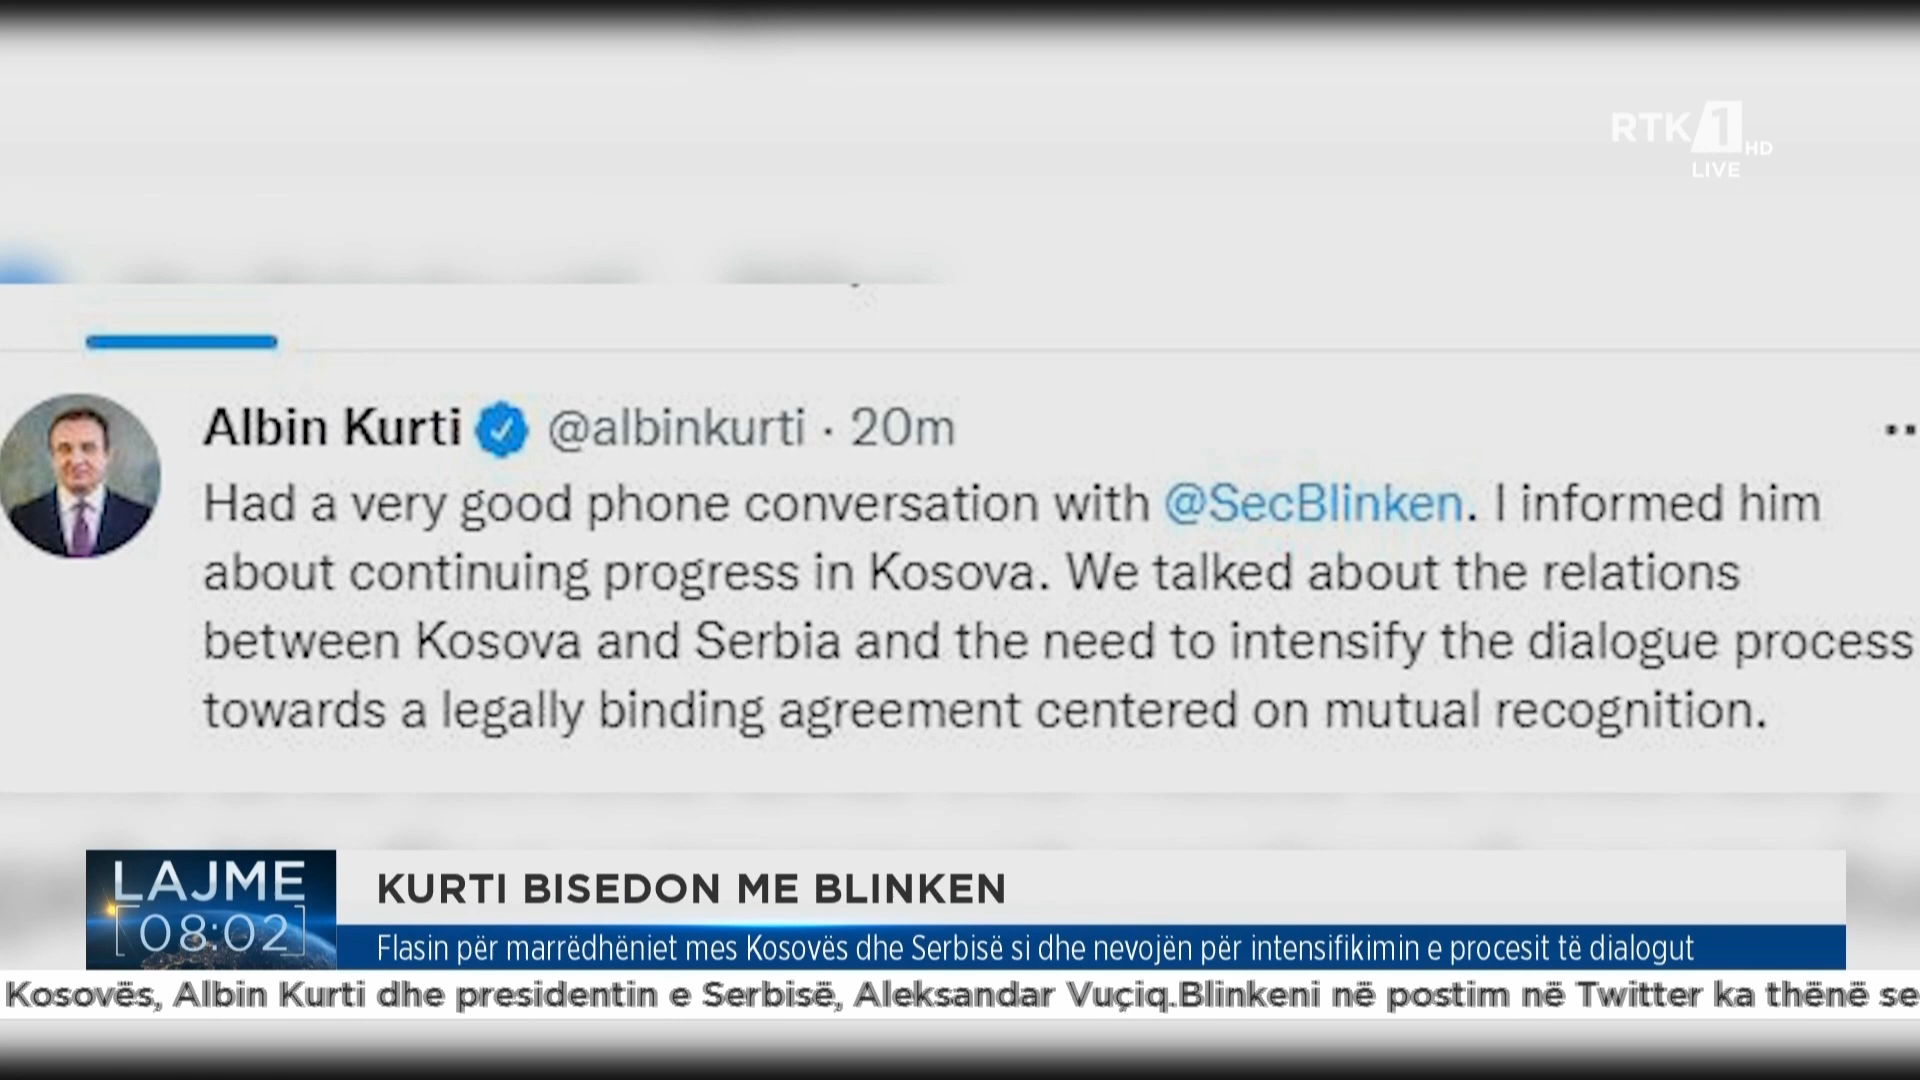 RTK 1 HD
LIVE
Albin Kurti @albinkurti · 20m
Had a very good phone conversation with @SecBlinken. I informed him
about continuing progress in Kosova. We talked about the relations
between Kosova and Serbia and the need to intensify the dialogue process
towards a legally binding agreement centered on mutual recognition.
LAJME
08:02
KURTI BISEDON ME BLINKEN
Flasin për marrëdhëniet mes Kosovës dhe Serbisë si dhe nevojën për intensifikimin e procesit të dialogut
Kosovës, Albin Kurti dhe presidentin e Serbisë, Aleksandar Vuçiq.Blinkeni në postim në Twitter ka thënë se